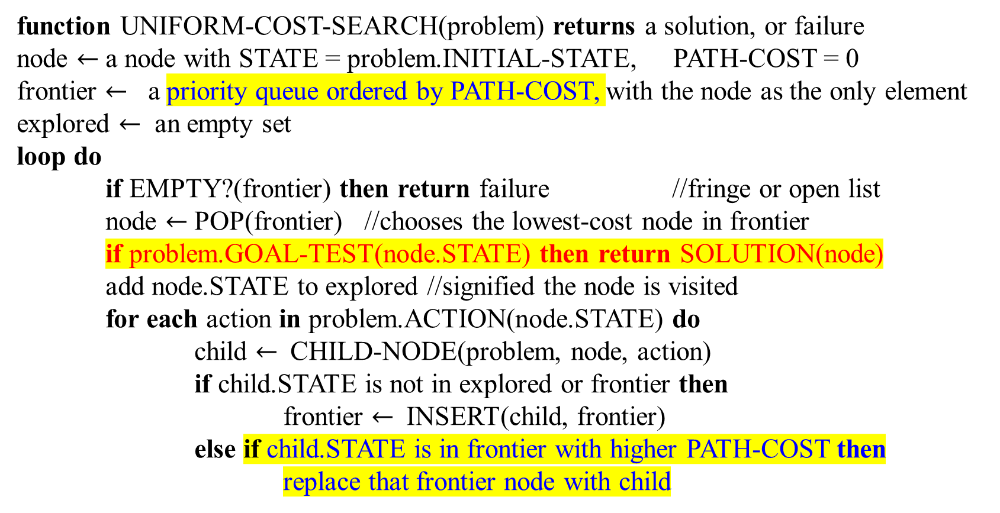 function UNIFORM-COST-SEARCH(problem) returns a solution, or failure
node ← a node with STATE = problem.INITIAL-STATE, PATH-COST = 0
frontier ← a priority queue ordered by PATH-COST, with the node as the only element
explored ← an empty set
loop do
if EMPTY?(frontier) then return failure //fringe or open list
node ← POP(frontier) //chooses the lowest-cost node in frontier
if problem.GOAL-TEST(node.STATE) then return SOLUTION(node)
add node.STATE to explored //signified the node is visited
for each action in problem.ACTION(node.STATE) do
child ← CHILD-NODE(problem, node, action)
if child.STATE is not in explored or frontier then
frontier ← INSERT(child, frontier)
else if child.STATE is in frontier with higher PATH-COST then
replace that frontier node with child